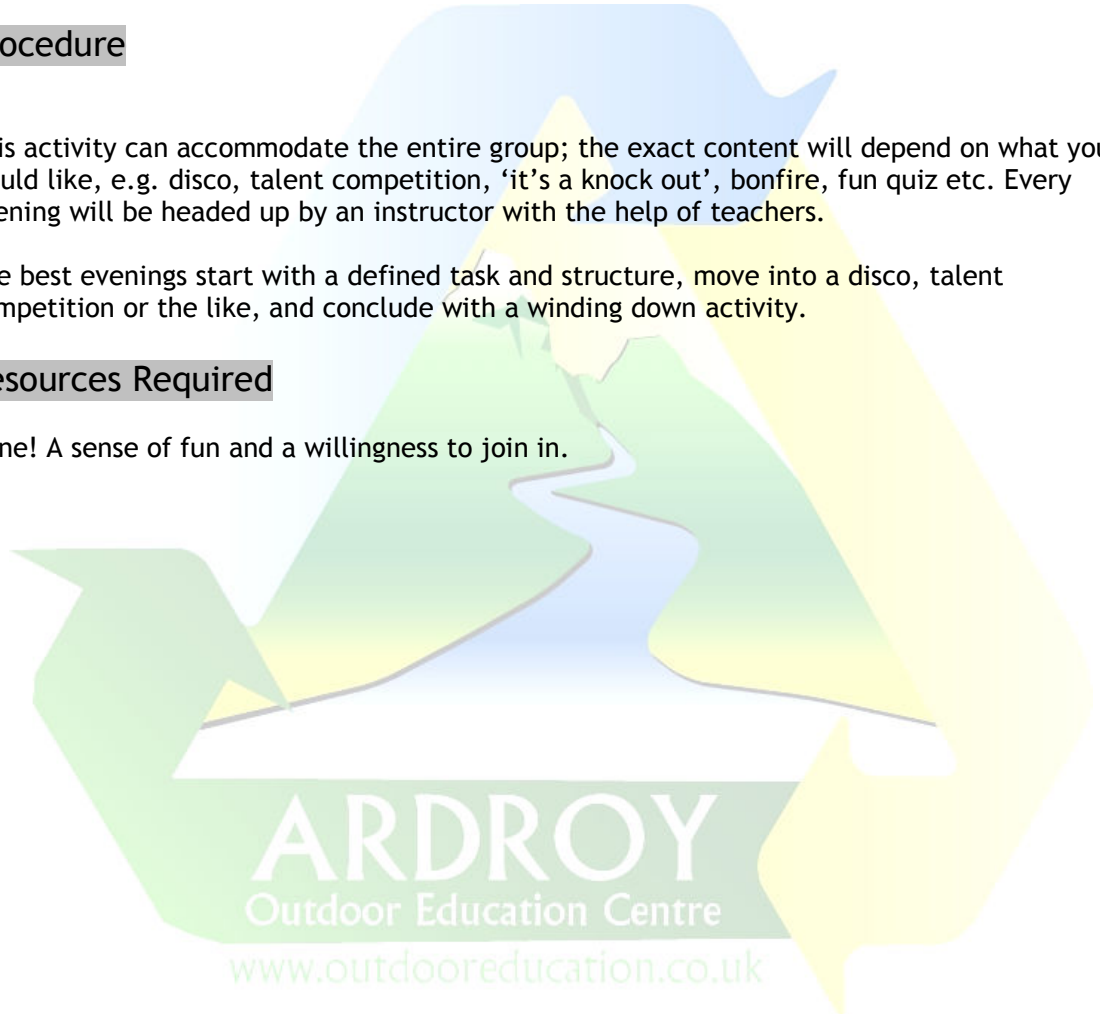 ocedure
is activity can accommodate the entire group; the exact content will depend on what you
uld like, e.g. disco, talent competition, ‘it’s a knock out’, bonfire, fun quiz etc. Every
ening will be headed up by an instructor with the help of teachers.
e best evenings start with a defined task and structure, move into a disco, talent
mpetition or the like, and conclude with a winding down activity.
esources Required
ne! A sense of fun and a willingness to join in.
ARDROY
Outdoor Education Centre
www.outdooreducation.co.uk